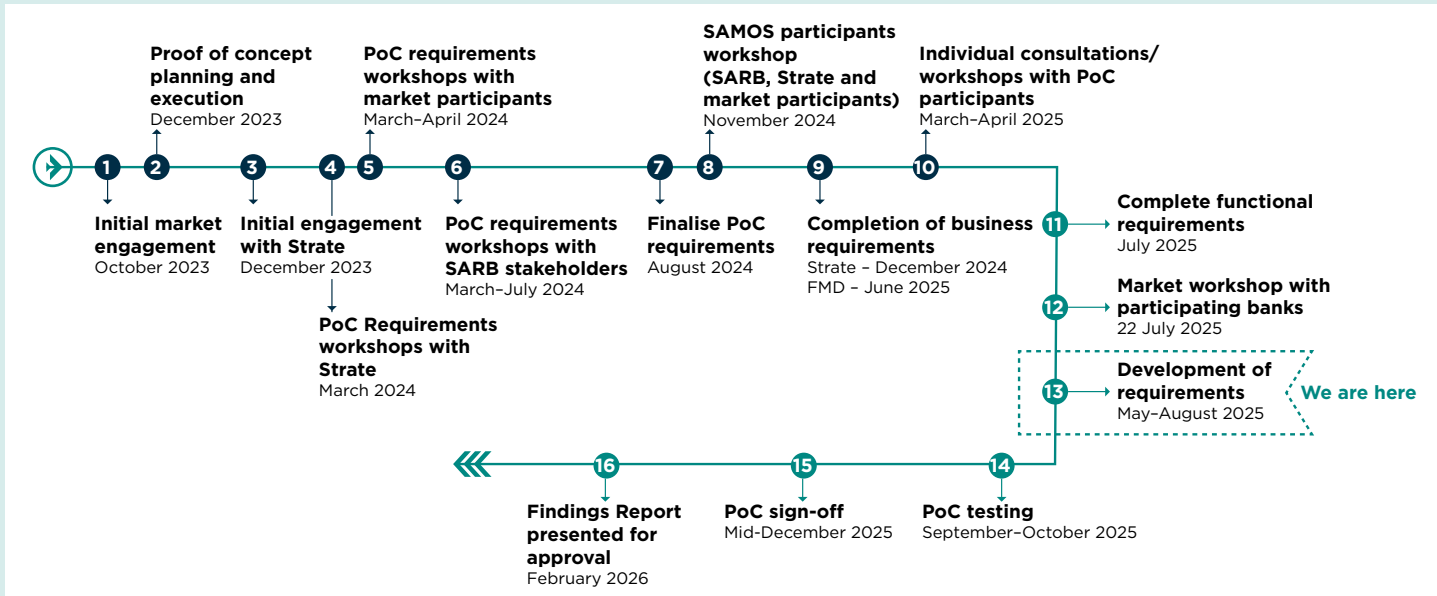 1
Initial market
engagement
October 2023
2
Proof of concept
planning and
execution
December 2023
3
Initial engagement
with Strate
December 2023
4
PoC Requirements
workshops with
Strate
March 2024
5
PoC requirements
workshops with
market participants
March–April 2024
6
PoC requirements
workshops with
SARB stakeholders
March–July 2024
7
Finalise PoC
requirements
August 2024
8
SAMOS participants
workshop
(SARB, Strate and
market participants)
November 2024
9
Completion of business
requirements
Strate – December 2024
FMD – June 2025
10
Individual consultations/
workshops with PoC
participants
March–April 2025
11
Complete functional
requirements
July 2025
12
Market workshop with
participating banks
22 July 2025
13
Development of
requirements
May–August 2025
We are here
14
PoC testing
September–October 2025
15
PoC sign-off
Mid-December 2025
16
Findings Report
presented for
approval
February 2026